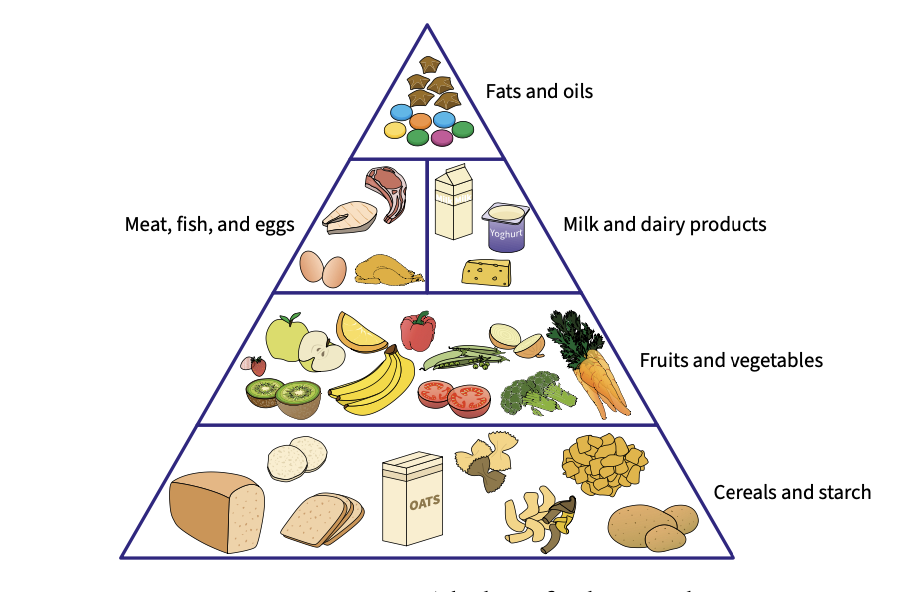 Fats and oils
Meat, fish, and eggs
Milk and dairy products
Yoghurt
Fruits and vegetables
OATS
Cereals and starch